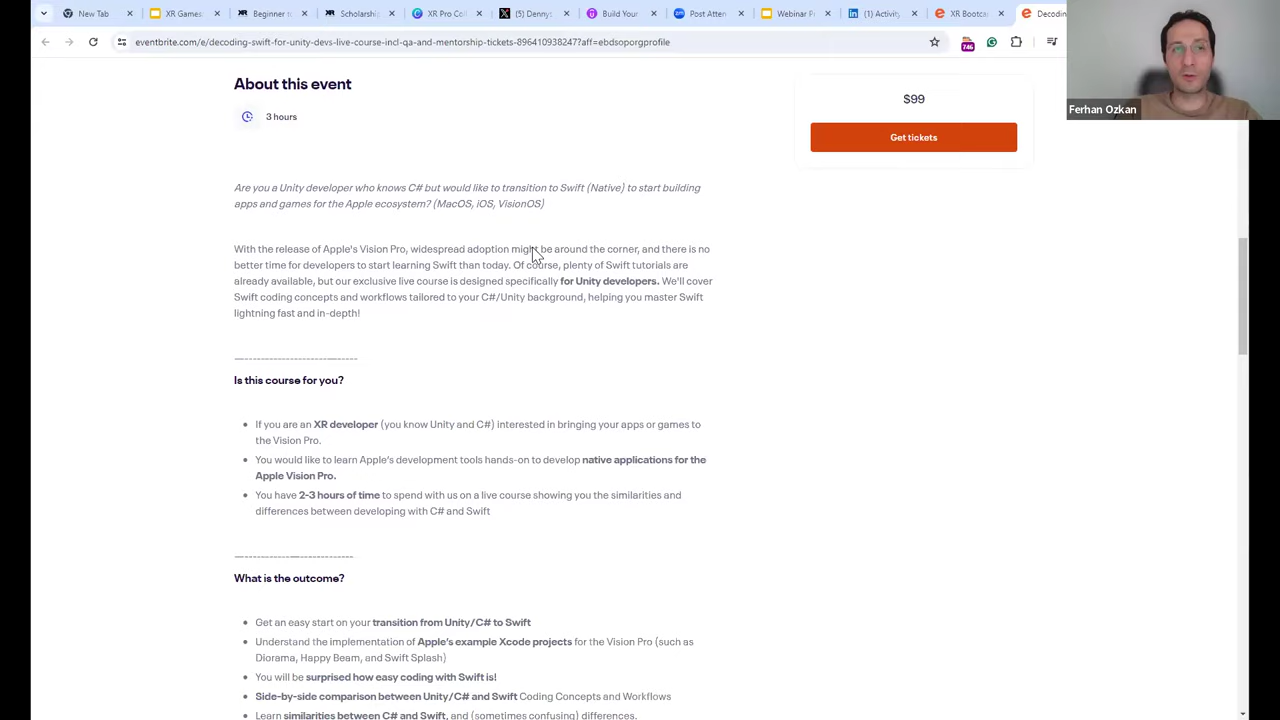 New Tab
XR Games
Beginner t
Scholarship
XR Pro Co
(5) Denny
Build Your
Post Atten
Webinar P
(1) Activity
XR Bootca
Decoding
eventbrite.com/e/decoding-swift-for-unity-devs-live-course-incl-qa-and-mentorship-tickets-896410938247?aff=ebdsoporgprofile
746
Ferhan Ozkan
About this event
3 hours
$99
Get tickets
Are you a Unity developer who knows C# but would like to transition to Swift (Native) to start building
apps and games for the Apple ecosystem? (MacOS, iOS, VisionOS)
With the release of Apple's Vision Pro, widespread adoption might be around the corner, and there is no
better time for developers to start learning Swift than today. Of course, plenty of Swift tutorials are
already available, but our exclusive live course is designed specifically for Unity developers. We'll cover
Swift coding concepts and workflows tailored to your C#/Unity background, helping you master Swift
lightning fast and in-depth!
Is this course for you?
If you are an XR developer (you know Unity and C#) interested in bringing your apps or games to
the Vision Pro.
You would like to learn Apple's development tools hands-on to develop native applications for the
Apple Vision Pro.
You have 2-3 hours of time to spend with us on a live course showing you the similarities and
differences between developing with C# and Swift
What is the outcome?
Get an easy start on your transition from Unity/C# to Swift
Understand the implementation of Apple's example Xcode projects for the Vision Pro (such as
Diorama, Happy Beam, and Swift Splash)
You will be surprised how easy coding with Swift is!
Side-by-side comparison between Unity/C# and Swift Coding Concepts and Workflows
Learn similarities between C# and Swift, and (sometimes confusing) differences.